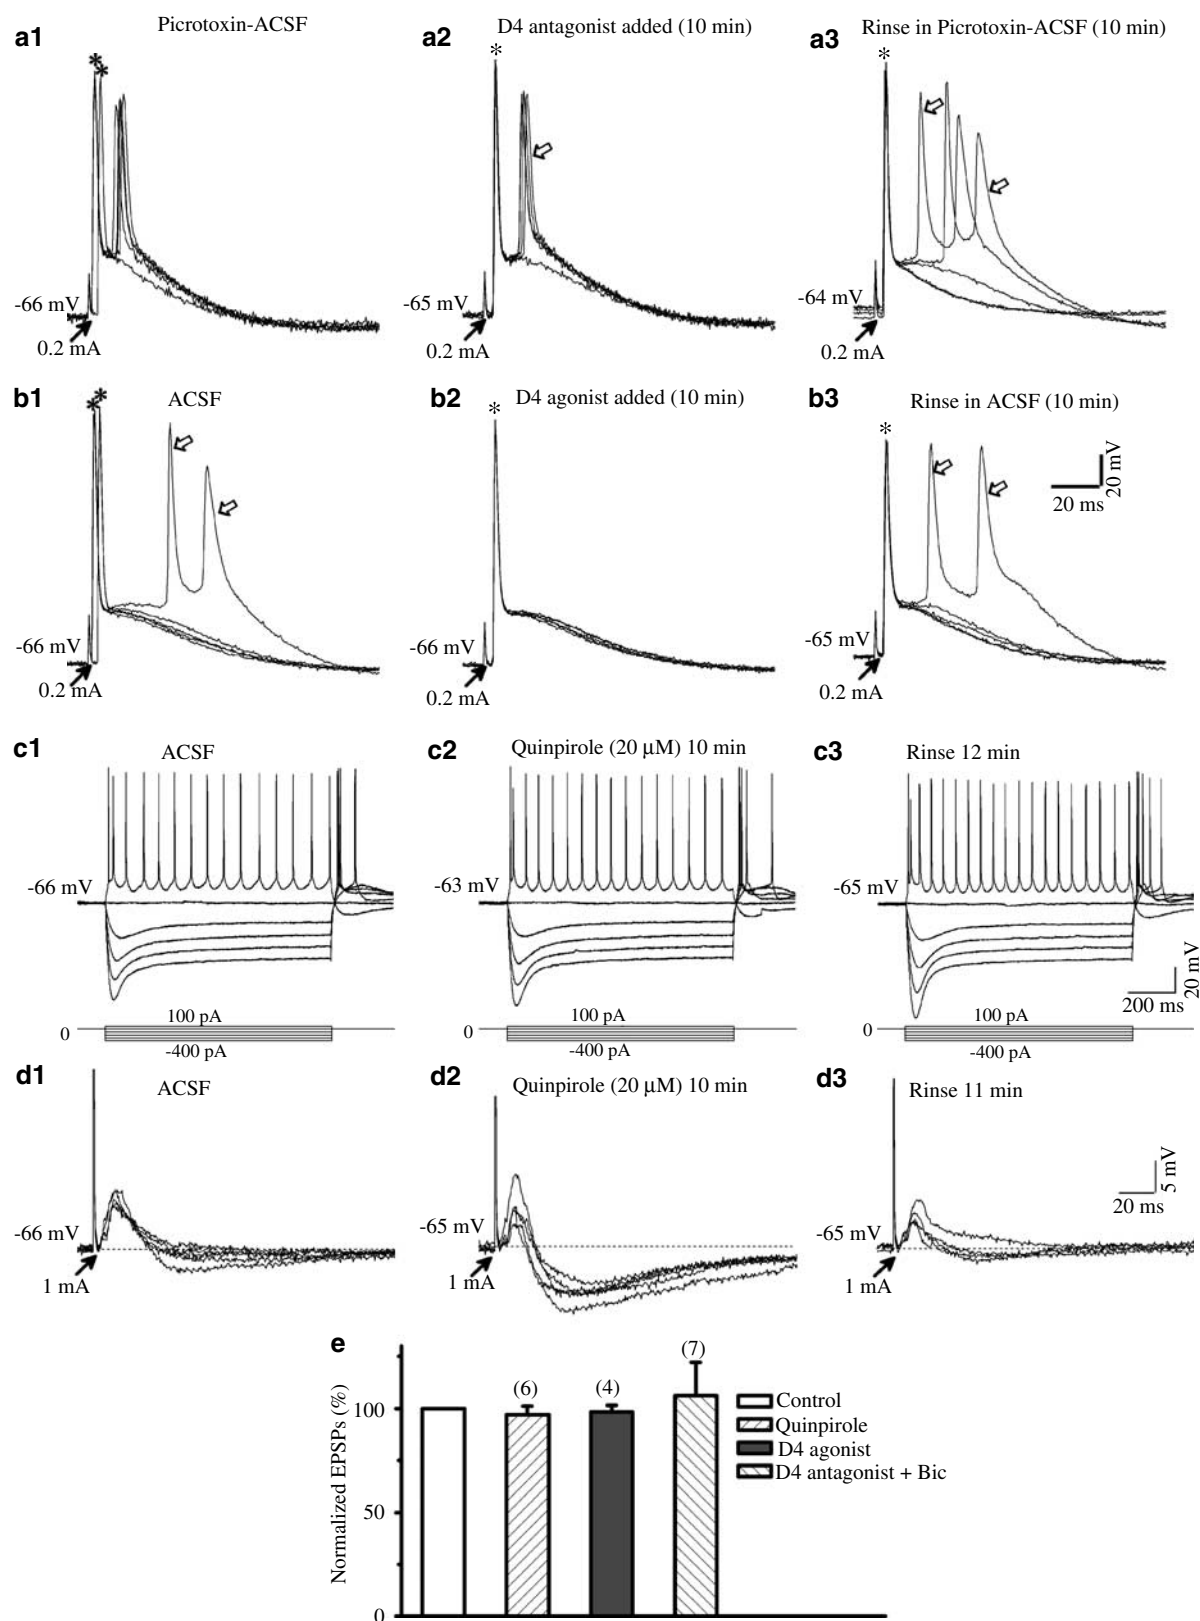 a1 Picrotoxin-ACSF
a2 D4 antagonist added (10 min)
a3 Rinse in Picrotoxin-ACSF (10 min)
* *
*
*
-66 mV
0.2 mA
-65 mV
0.2 mA
-64 mV
0.2 mA
b1 ACSF
b2 D4 agonist added (10 min)
b3 Rinse in ACSF (10 min)
* *
*
*
20 mV
20 ms
-66 mV
0.2 mA
-66 mV
0.2 mA
-65 mV
0.2 mA
c1 ACSF
c2 Quinpirole (20 μM) 10 min
c3 Rinse 12 min
-66 mV
-63 mV
-65 mV
20 mV
200 ms
0 100 pA
-400 pA
0 100 pA
-400 pA
0 100 pA
-400 pA
d1 ACSF
d2 Quinpirole (20 μM) 10 min
d3 Rinse 11 min
5 mV
20 ms
-66 mV
1 mA
-65 mV
1 mA
-65 mV
1 mA
e
Normalized EPSPs (%)
100
50
0
(6)
(4)
(7)
Control
Quinpirole
D4 agonist
D4 antagonist + Bic